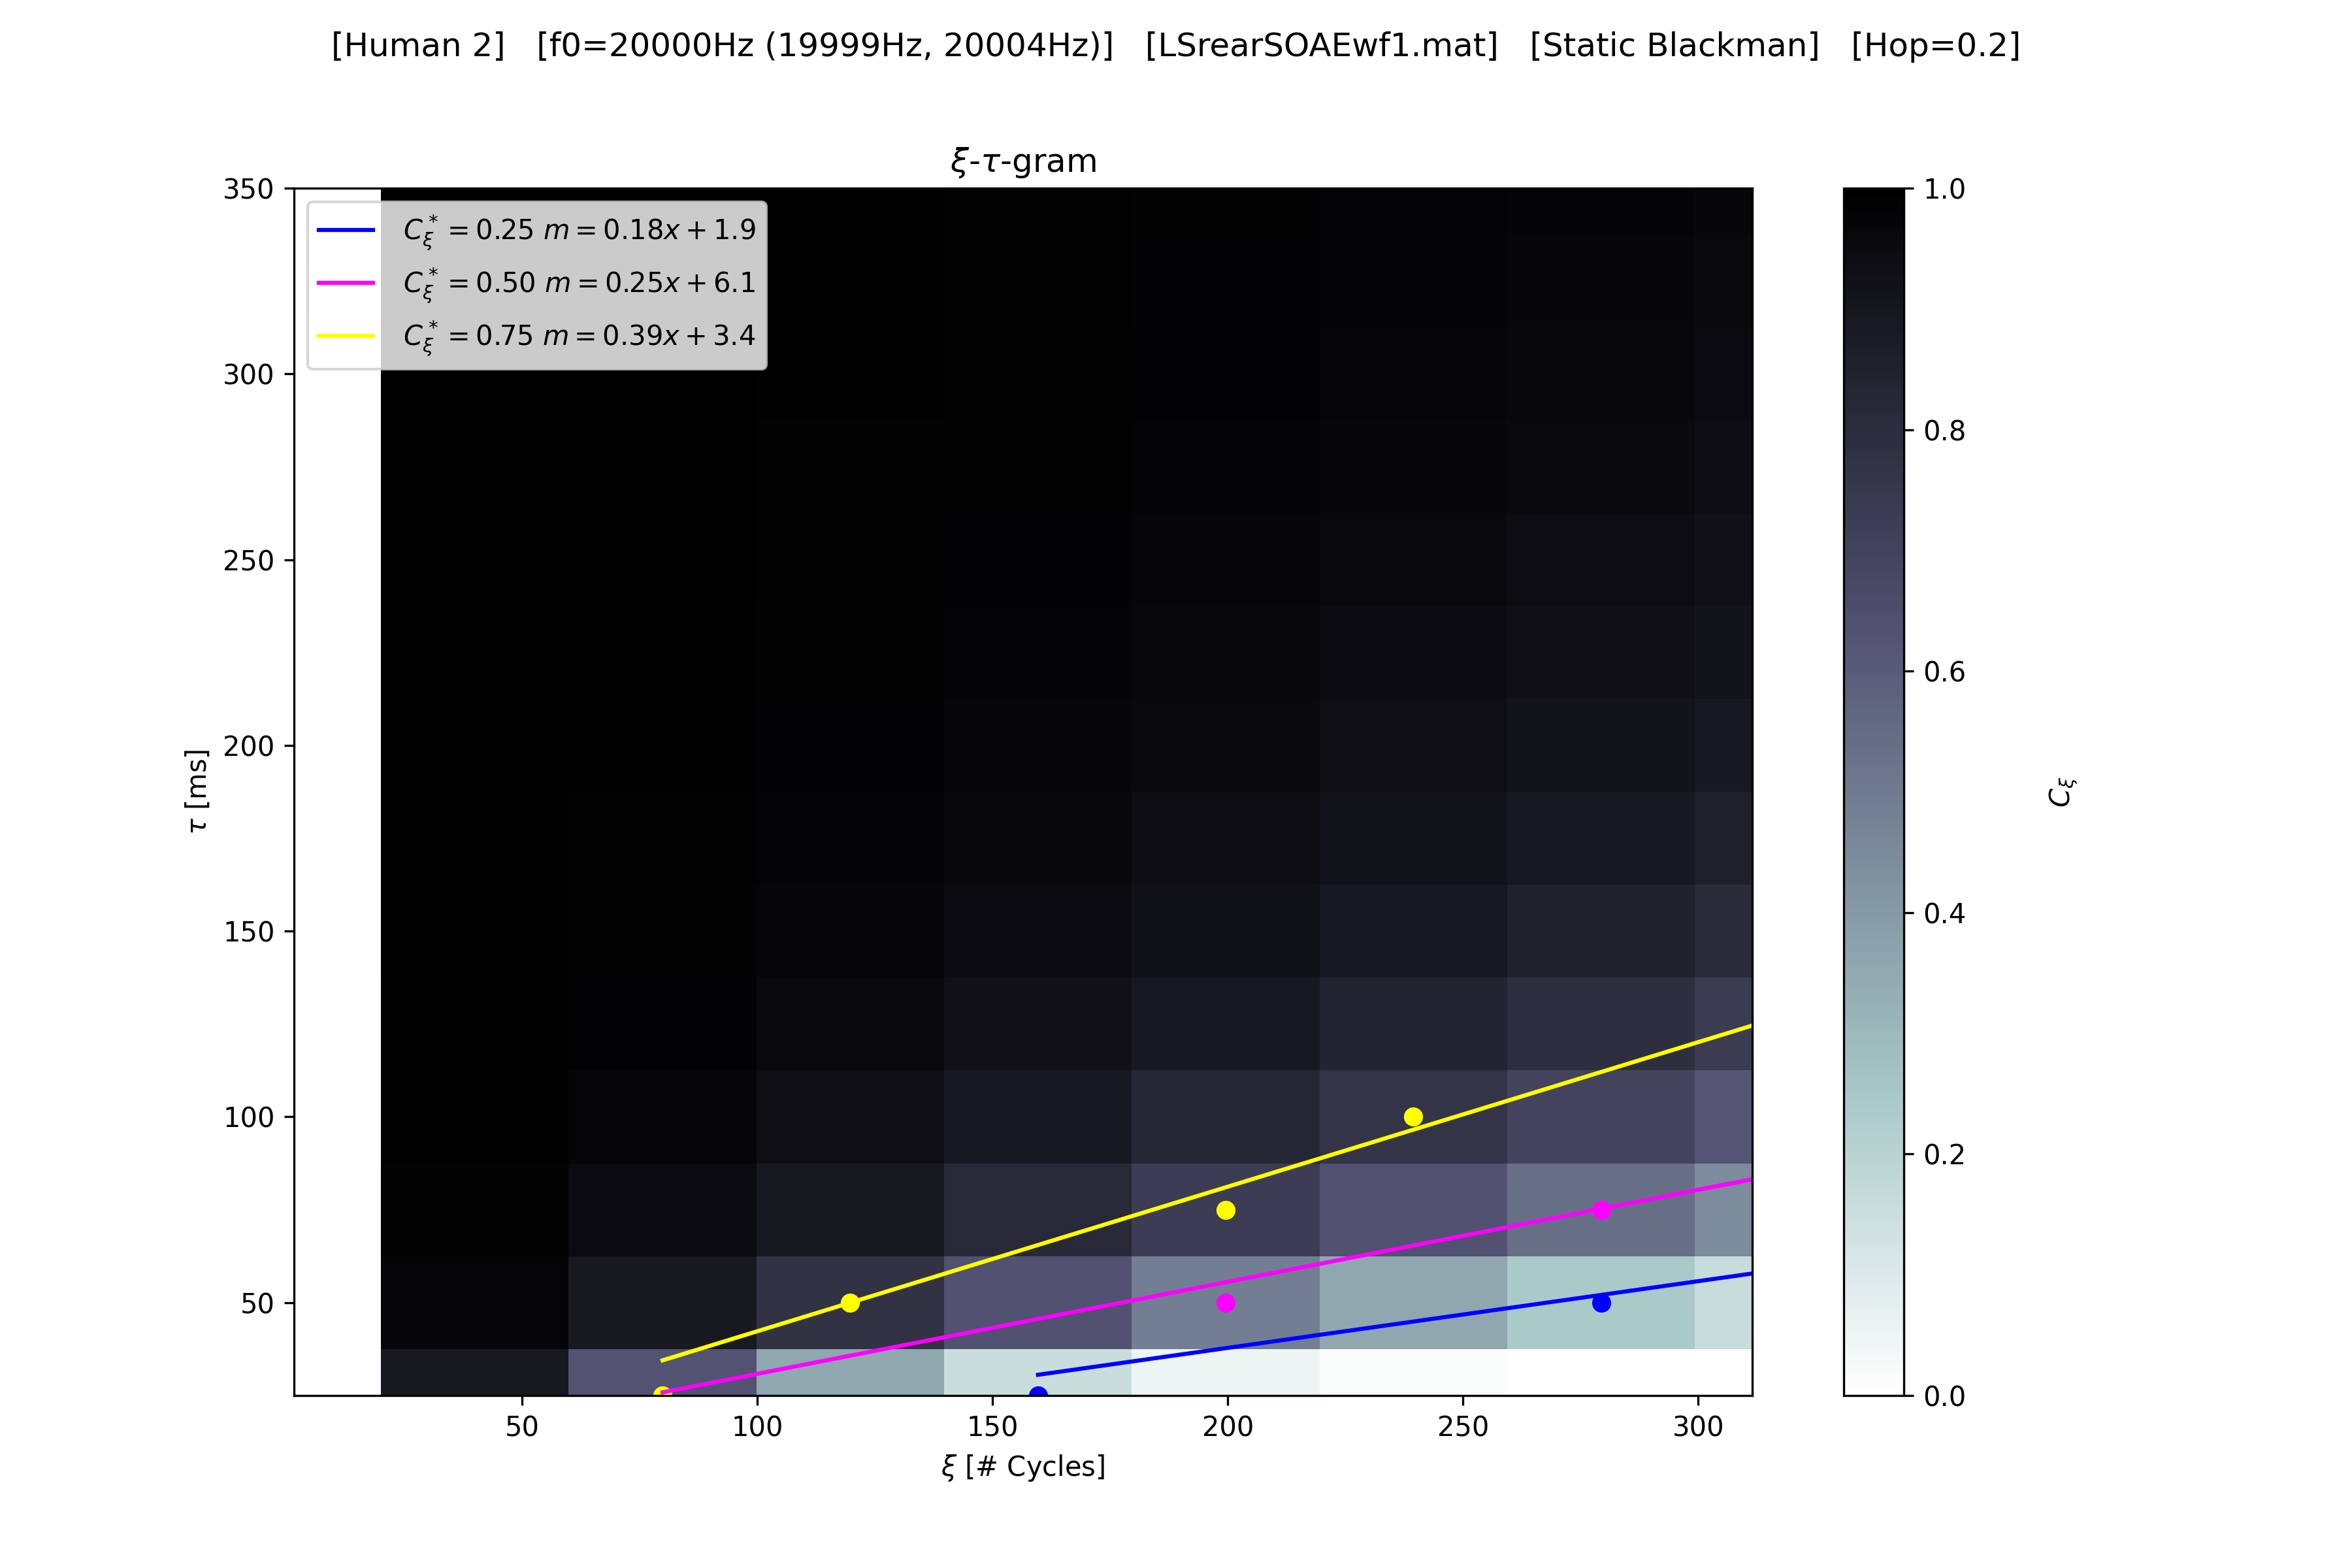 [Human 2] [f0=20000Hz (19999Hz, 20004Hz)] [LSrearSOAEwf1.mat] [Static Blackman] [Hop=0.2]
ξ-τ-gram
C*ξ = 0.25 m = 0.18x + 1.9
C*ξ = 0.50 m = 0.25x + 6.1
C*ξ = 0.75 m = 0.39x + 3.4
350
300
250
200
150
100
50
τ [ms]
50 100 150 200 250 300
ξ [# Cycles]
1.0
0.8
0.6
0.4
0.2
0.0
Cξ